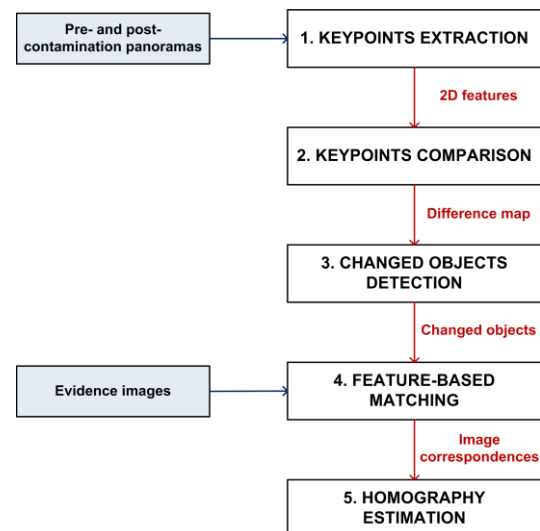 Pre- and post-
contamination panoramas
1. KEYPOINTS EXTRACTION
2D features
2. KEYPOINTS COMPARISON
Difference map
3. CHANGED OBJECTS
DETECTION
Changed objects
Evidence images
4. FEATURE-BASED
MATCHING
Image
correspondences
5. HOMOGRAPHY
ESTIMATION